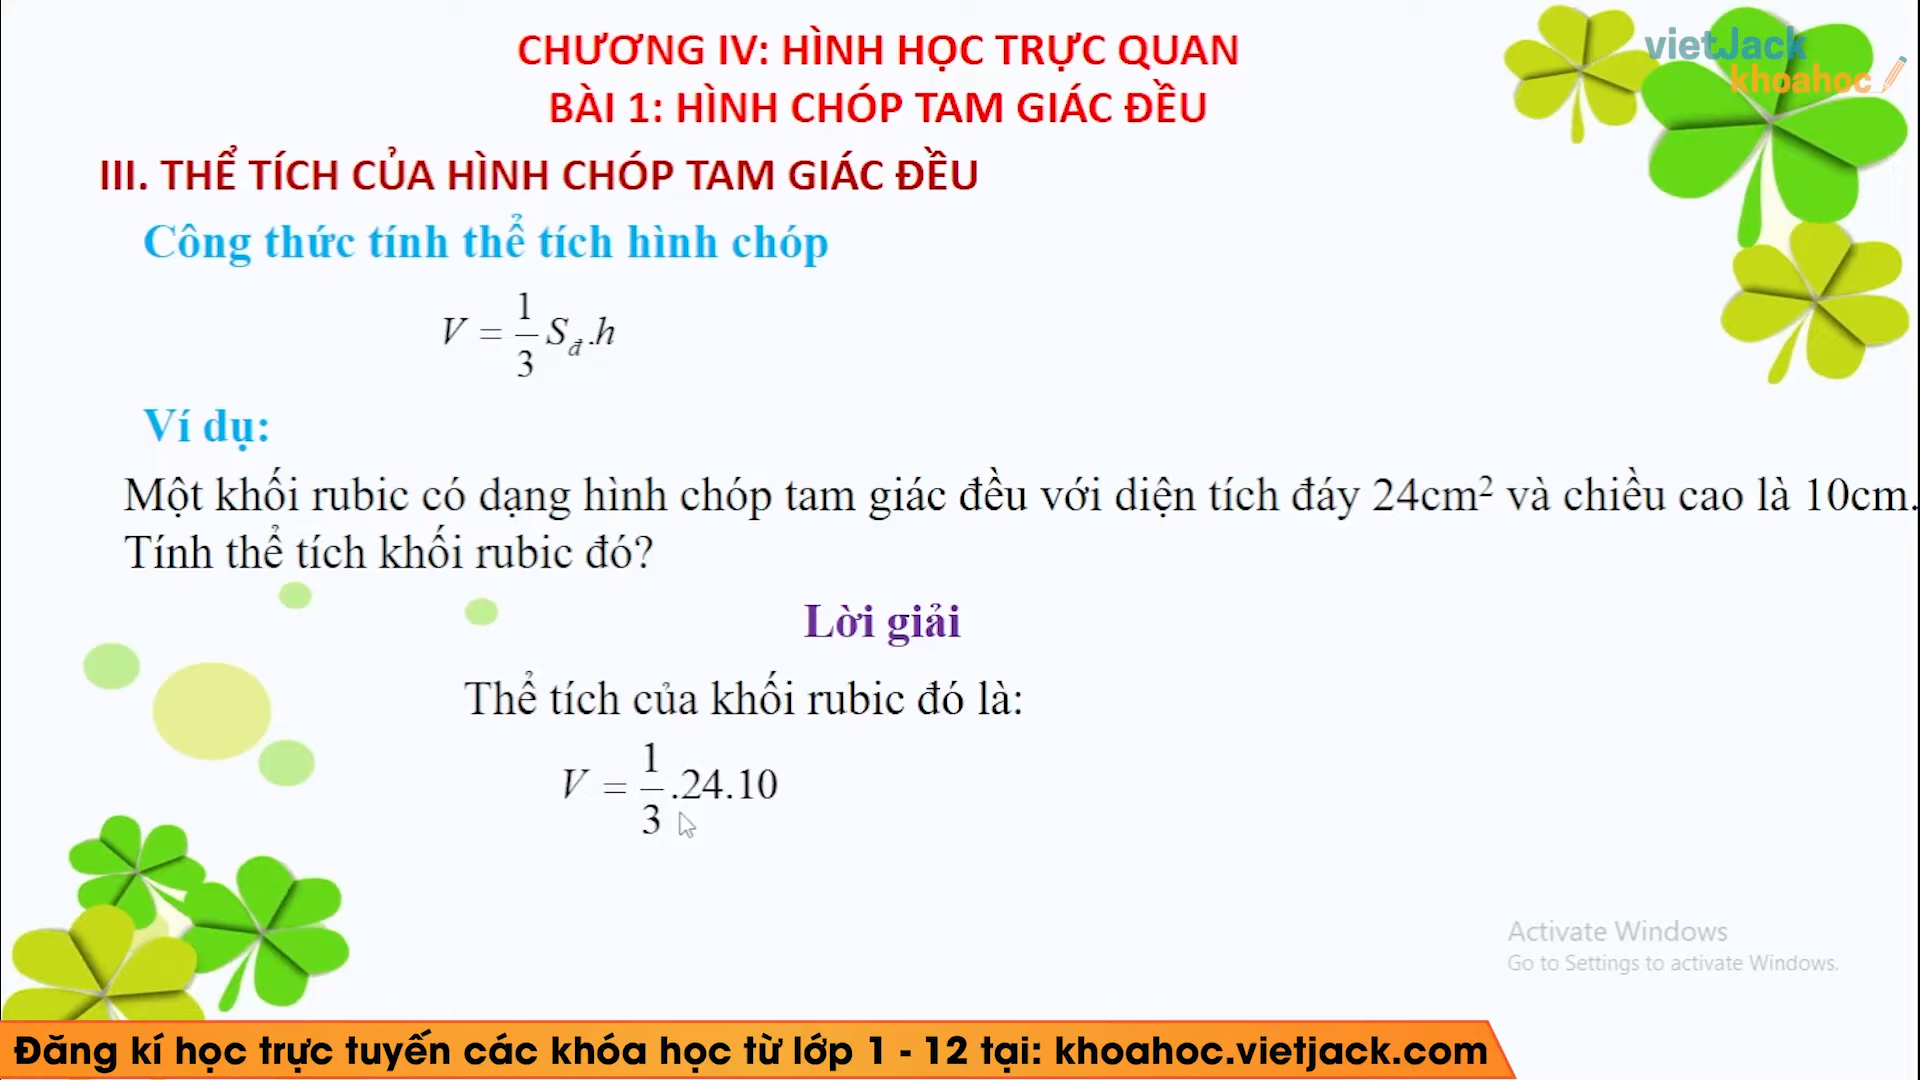 CHƯƠNG IV: HÌNH HỌC TRỰC QUAN
BÀI 1: HÌNH CHÓP TAM GIÁC ĐỀU
vietJack
khoahoc
III. THỂ TÍCH CỦA HÌNH CHÓP TAM GIÁC ĐỀU
Công thức tính thể tích hình chóp
V = 1/3 S_đ.h
Ví dụ:
Một khối rubic có dạng hình chóp tam giác đều với diện tích đáy 24cm² và chiều cao là 10cm.
Tính thể tích khối rubic đó?
Lời giải
Thể tích của khối rubic đó là:
V = 1/3 .24.10
Activate Windows
Go to Settings to activate Windows.
Đăng kí học trực tuyến các khóa học từ lớp 1 - 12 tại: khoahoc.vietjack.com